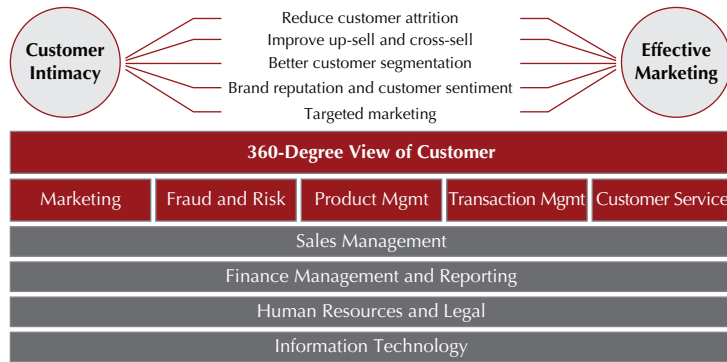 Reduce customer attrition
Customer
Intimacy
Improve up-sell and cross-sell
Effective
Marketing
Better customer segmentation
Brand reputation and customer sentiment
Targeted marketing
360-Degree View of Customer
Marketing
Fraud and Risk
Product Mgmt
Transaction Mgmt
Customer Service
Sales Management
Finance Management and Reporting
Human Resources and Legal
Information Technology